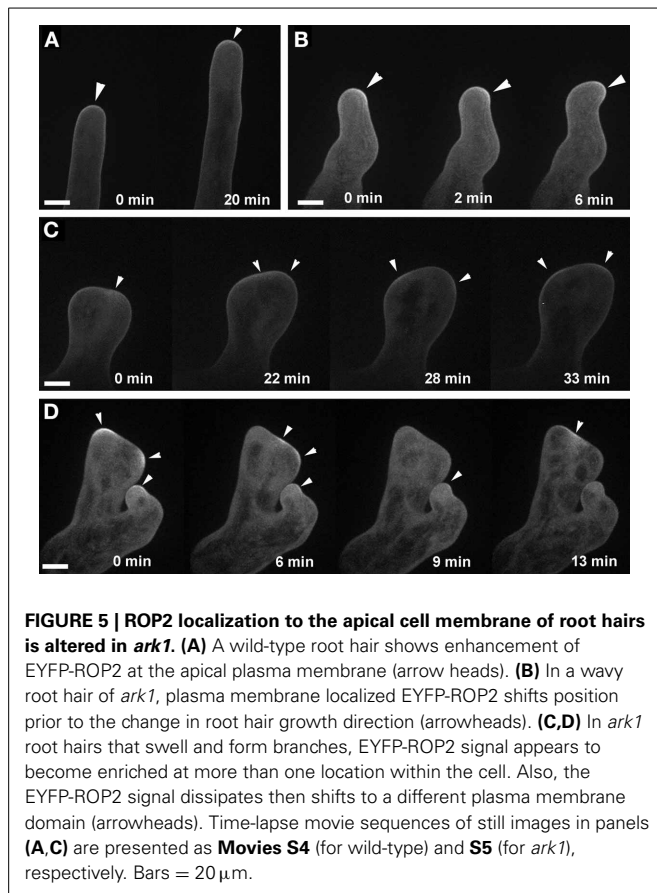 A
0 min
20 min
B
0 min
2 min
6 min
C
0 min
22 min
28 min
33 min
D
0 min
6 min
9 min
13 min
FIGURE 5 | ROP2 localization to the apical cell membrane of root hairs
is altered in ark1. (A) A wild-type root hair shows enhancement of
EYFP-ROP2 at the apical plasma membrane (arrow heads). (B) In a wavy
root hair of ark1, plasma membrane localized EYFP-ROP2 shifts position
prior to the change in root hair growth direction (arrowheads). (C,D) In ark1
root hairs that swell and form branches, EYFP-ROP2 signal appears to
become enriched at more than one location within the cell. Also, the
EYFP-ROP2 signal dissipates then shifts to a different plasma membrane
domain (arrowheads). Time-lapse movie sequences of still images in panels
(A,C) are presented as Movies S4 (for wild-type) and S5 (for ark1),
respectively. Bars = 20 μm.